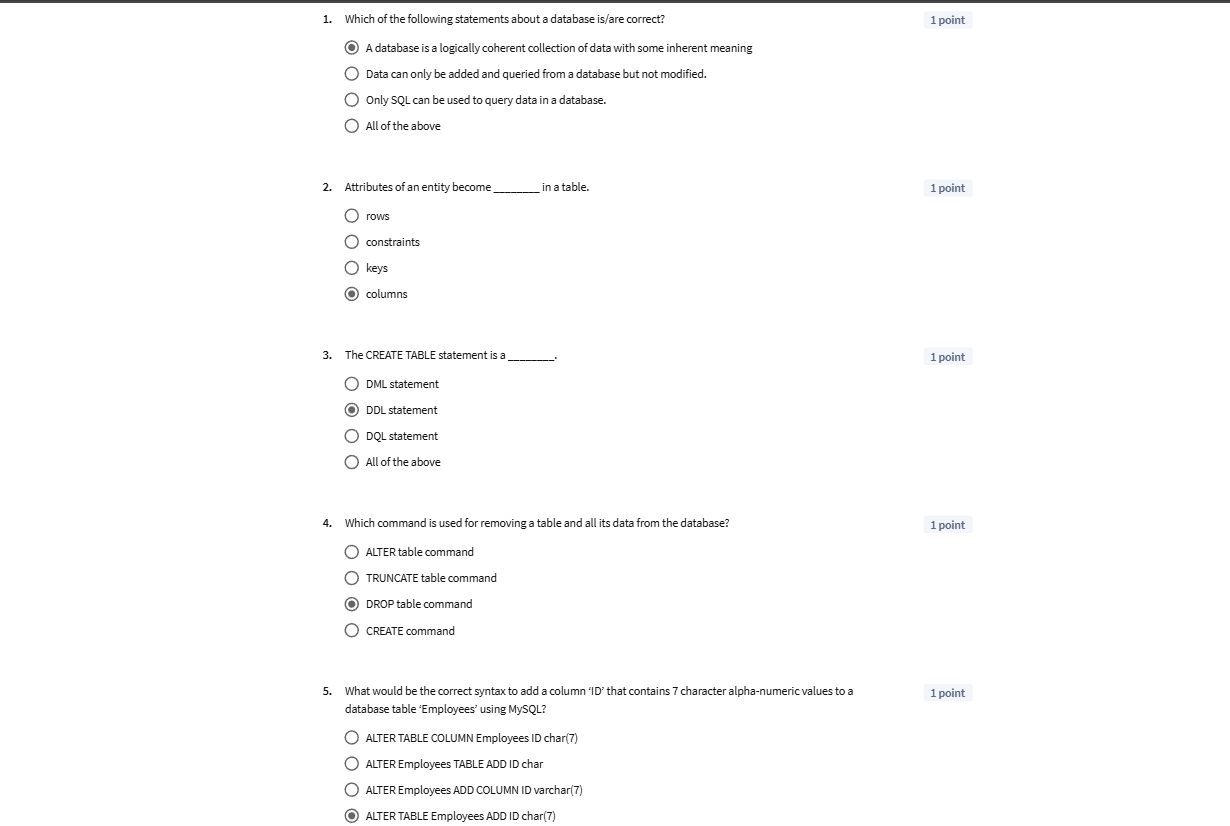 1. Which of the following statements about a database is/are correct? 1 point
A database is a logically coherent collection of data with some inherent meaning
Data can only be added and queried from a database but not modified.
Only SQL can be used to query data in a database.
All of the above
2. Attributes of an entity become ________ in a table. 1 point
rows
constraints
keys
columns
3. The CREATE TABLE statement is a ________. 1 point
DML statement
DDL statement
DQL statement
All of the above
4. Which command is used for removing a table and all its data from the database? 1 point
ALTER table command
TRUNCATE table command
DROP table command
CREATE command
5. What would be the correct syntax to add a column ‘ID’ that contains 7 character alpha-numeric values to a 1 point
database table ‘Employees’ using MySQL?
ALTER TABLE COLUMN Employees ID char(7)
ALTER Employees TABLE ADD ID char
ALTER Employees ADD COLUMN ID varchar(7)
ALTER TABLE Employees ADD ID char(7)